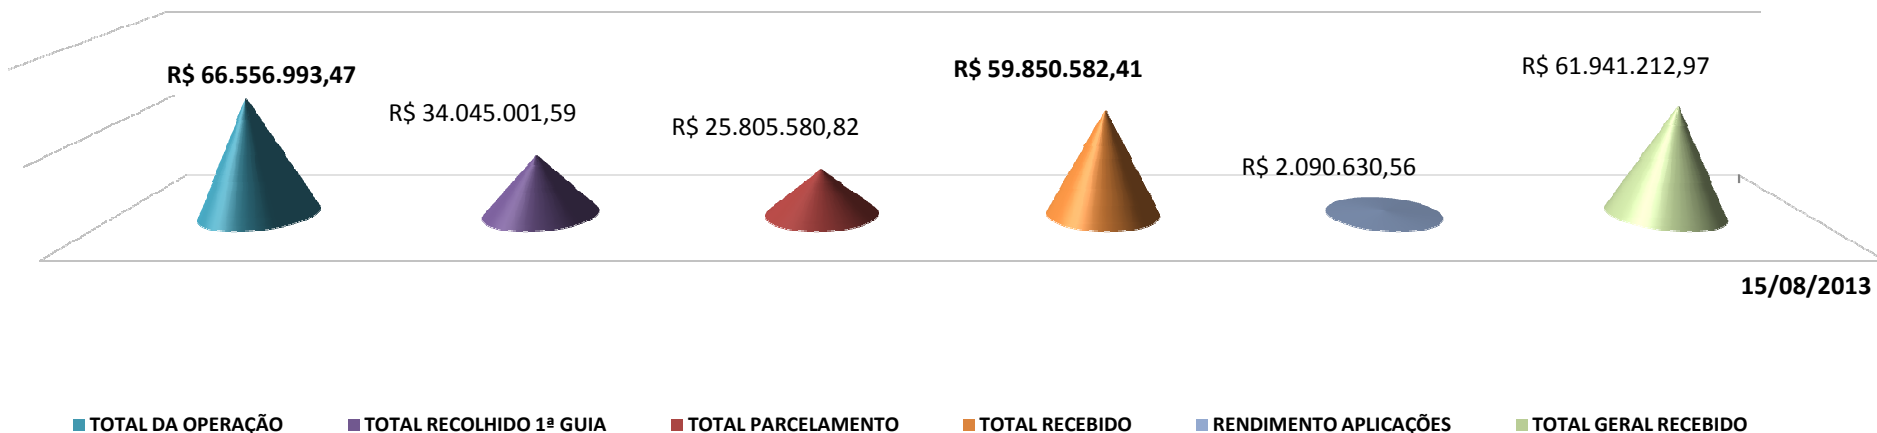 R$ 66.556.993,47
R$ 34.045.001,59
R$ 25.805.580,82
R$ 59.850.582,41
R$ 2.090.630,56
R$ 61.941.212,97
15/08/2013
TOTAL DA OPERAÇÃO
TOTAL RECOLHIDO 1ª GUIA
TOTAL PARCELAMENTO
TOTAL RECEBIDO
RENDIMENTO APLICAÇÕES
TOTAL GERAL RECEBIDO